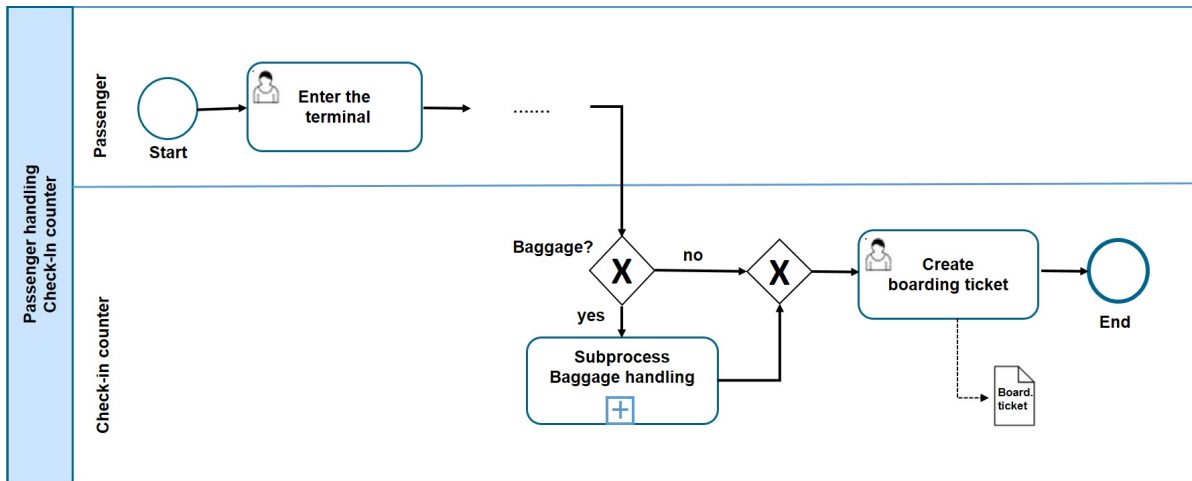 Passenger handling
Check-In counter
Passenger
Start
Enter the
terminal
.......
Check-in counter
Baggage?
X
no
X
yes
Subprocess
Baggage handling
Create
boarding ticket
End
Board.
ticket